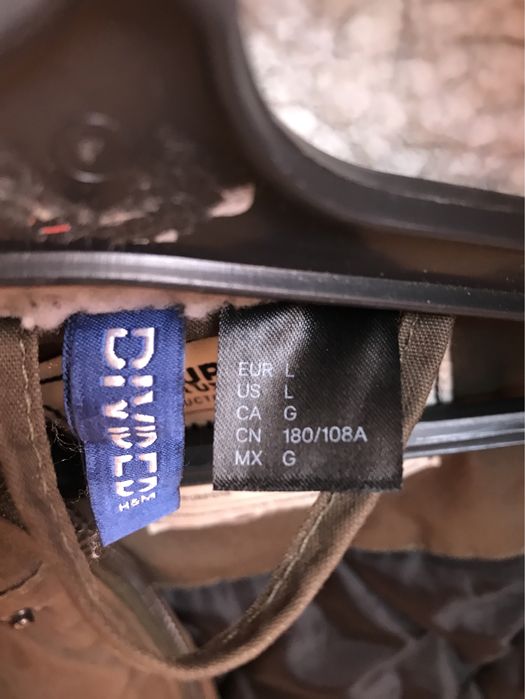 DIVIDED
H&M
EUR L
US L
CA G
CN 180/108A
MX G